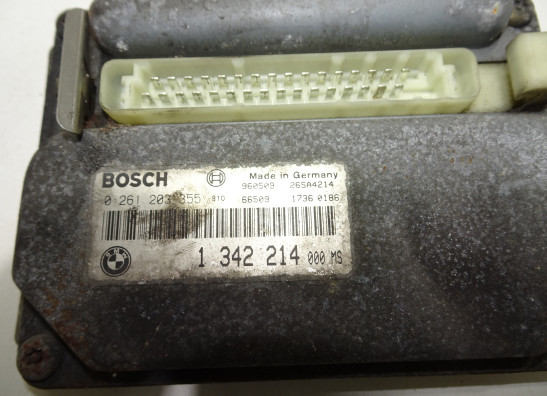 BOSCH Made in Germany
960509 265A4214
0 261 203 355 66509 1736 0186
1 342 214 000 MS